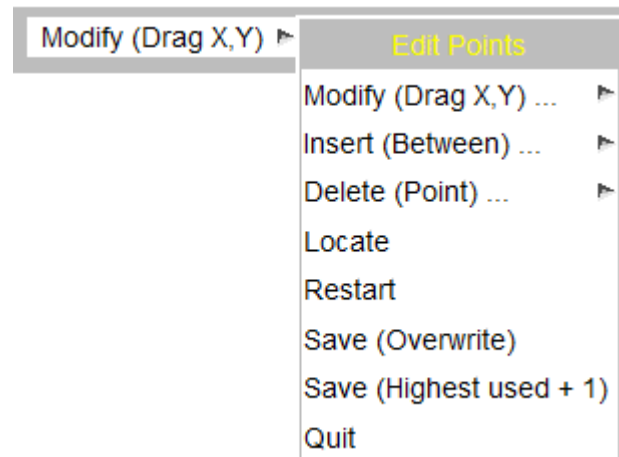 Modify (Drag X,Y)
Edit Points
Modify (Drag X,Y) ...
Insert (Between) ...
Delete (Point) ...
Locate
Restart
Save (Overwrite)
Save (Highest used + 1)
Quit